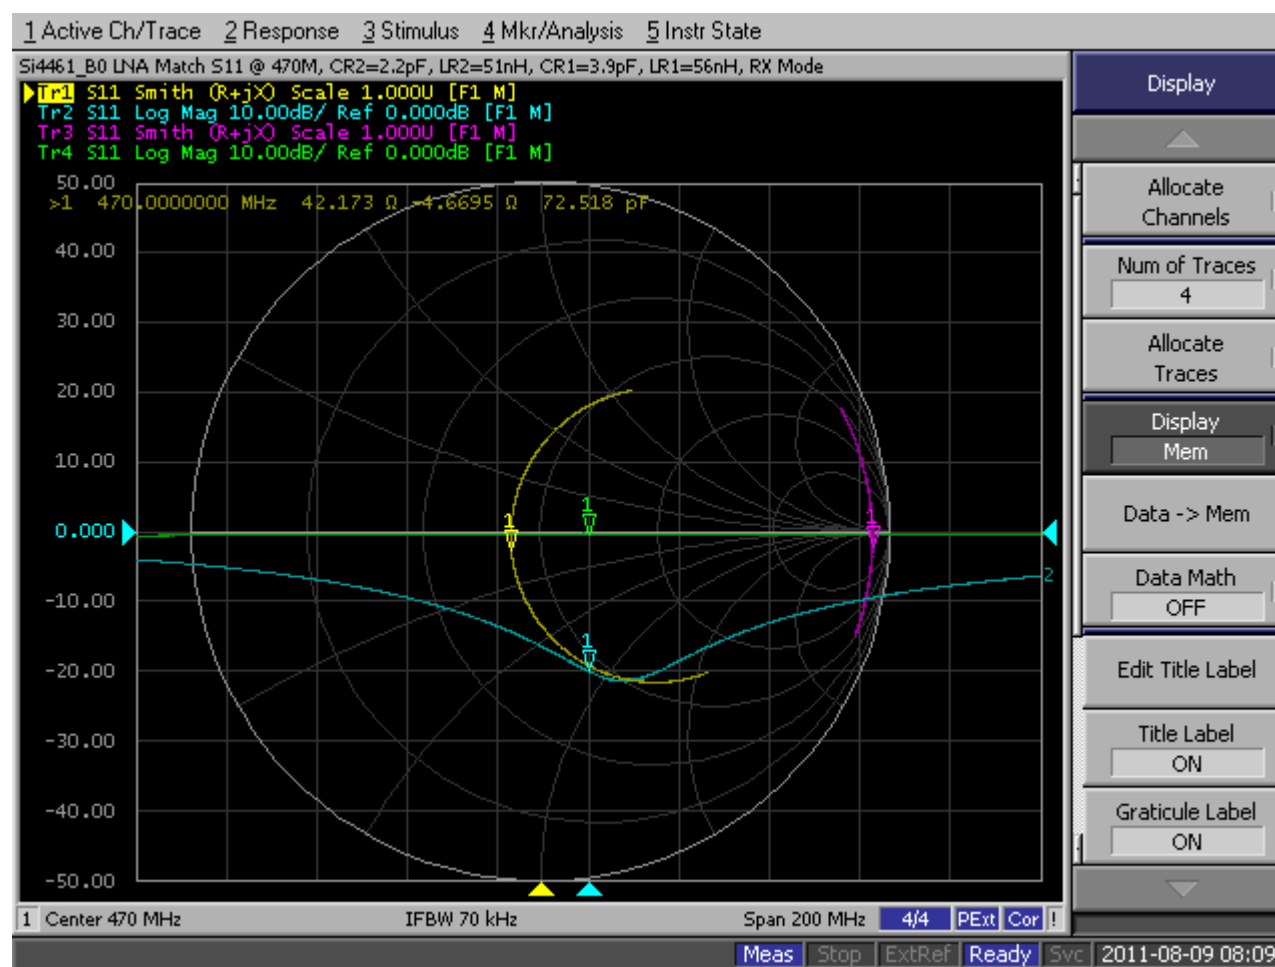 1 Active Ch/Trace 2 Response 3 Stimulus 4 Mkr/Analysis 5 Instr State
Si4461_B0 LNA Match S11 @ 470M, CR2=2.2pF, LR2=51nH, CR1=3.9pF, LR1=56nH, RX Mode
Tr1 S11 Smith (R+jX) Scale 1.000U [F1 M]
Tr2 S11 Log Mag 10.00dB/ Ref 0.000dB [F1 M]
Tr3 S11 Smith (R+jX) Scale 1.000U [F1 M]
Tr4 S11 Log Mag 10.00dB/ Ref 0.000dB [F1 M]
50.00
>1 470.0000000 MHz 42.173 Ω -4.6695 Ω 72.518 pF
40.00
30.00
20.00
10.00
0.000
-10.00
-20.00
-30.00
-40.00
-50.00
1
1
1
1
2
1 Center 470 MHz IFBW 70 kHz Span 200 MHz 4/4 PExt Cor !
Display
Allocate
Channels
Num of Traces
4
Allocate
Traces
Display
Mem
Data -> Mem
Data Math
OFF
Edit Title Label
Title Label
ON
Graticule Label
ON
Meas Stop ExtRef Ready Svc 2011-08-09 08:09